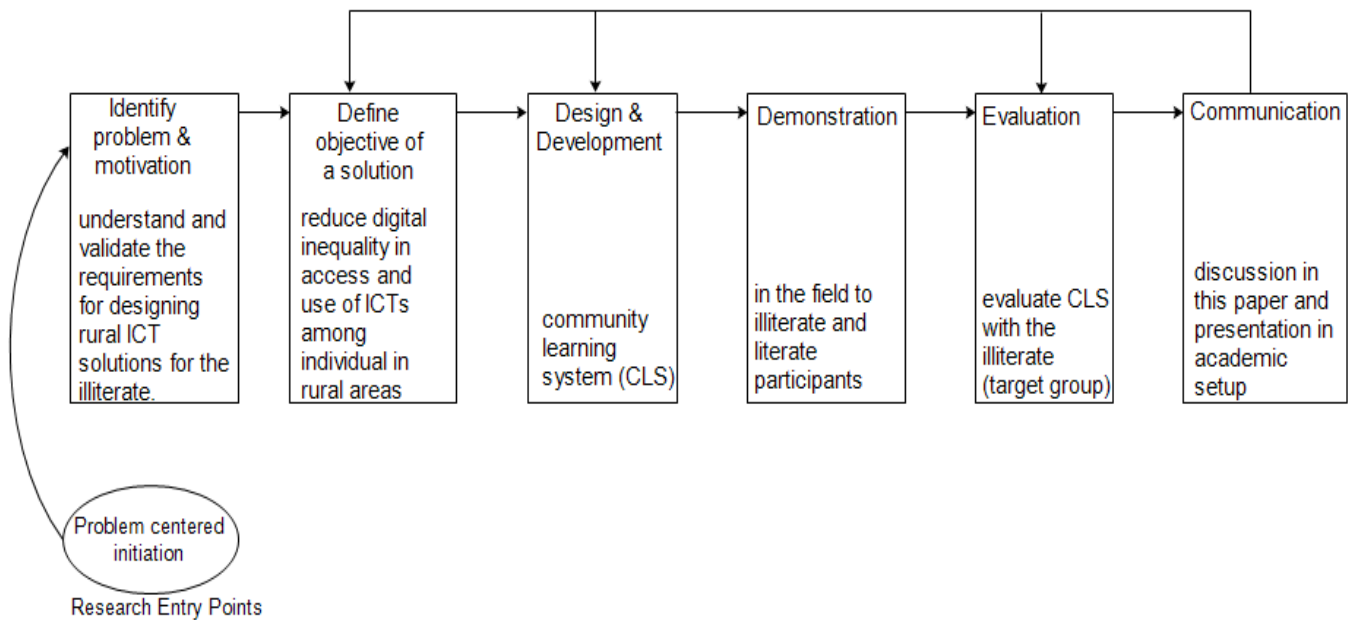 Identify
problem &
motivation
understand and
validate the
requirements
for designing
rural ICT
solutions for the
illiterate.
Define
objective of
a solution
reduce digital
inequality in
access and
use of ICTs
among
individual in
rural areas
Design &
Development
community
learning
system (CLS)
Demonstration
in the field to
illiterate and
literate
participants
Evaluation
evaluate CLS
with the
illiterate
(target group)
Communication
discussion in
this paper and
presentation in
academic
setup
Problem centered
initiation
Research Entry Points